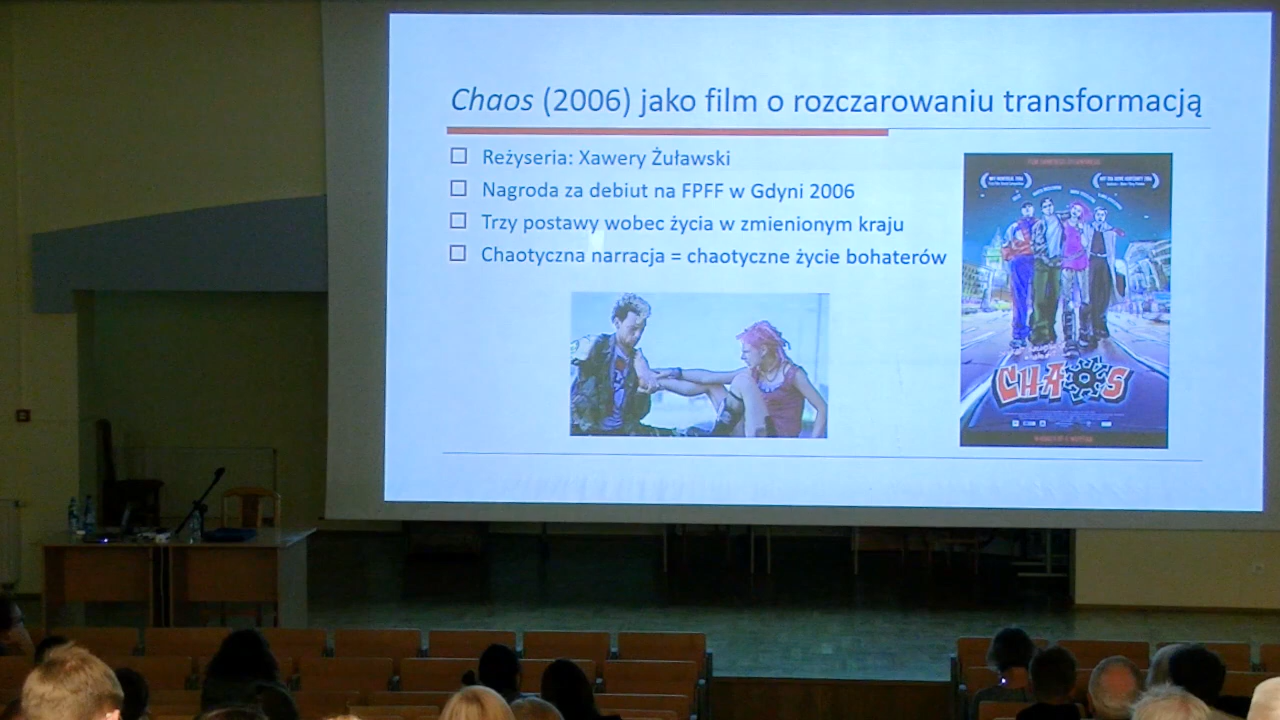 Chaos (2006) jako film o rozczarowaniu transformacją
Reżyseria: Xawery Żuławski
Nagroda za debiut na FPFF w Gdyni 2006
Trzy postawy wobec życia w zmienionym kraju
Chaotyczna narracja = chaotyczne życie bohaterów
CHAOS